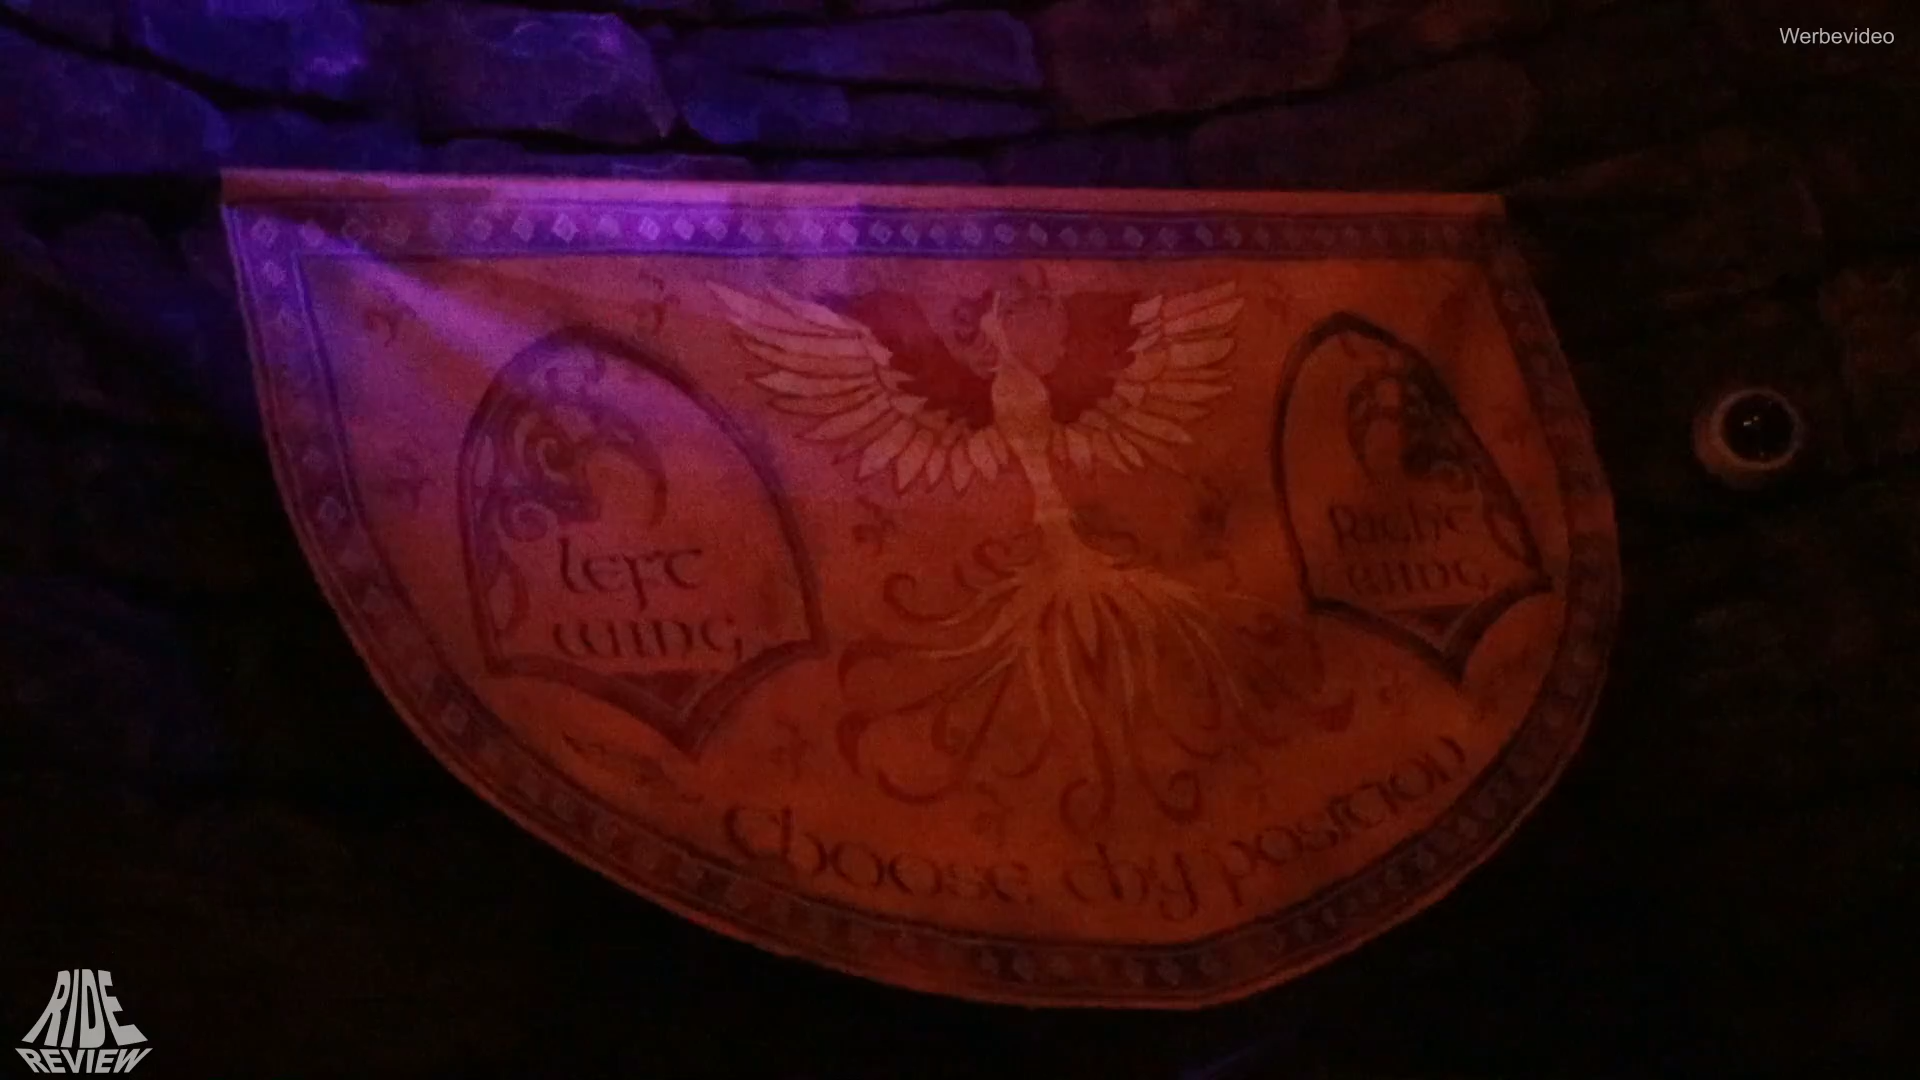 Werbevideo
Left
Wing
Right
Wing
Choose thy position
RIDE
REVIEW